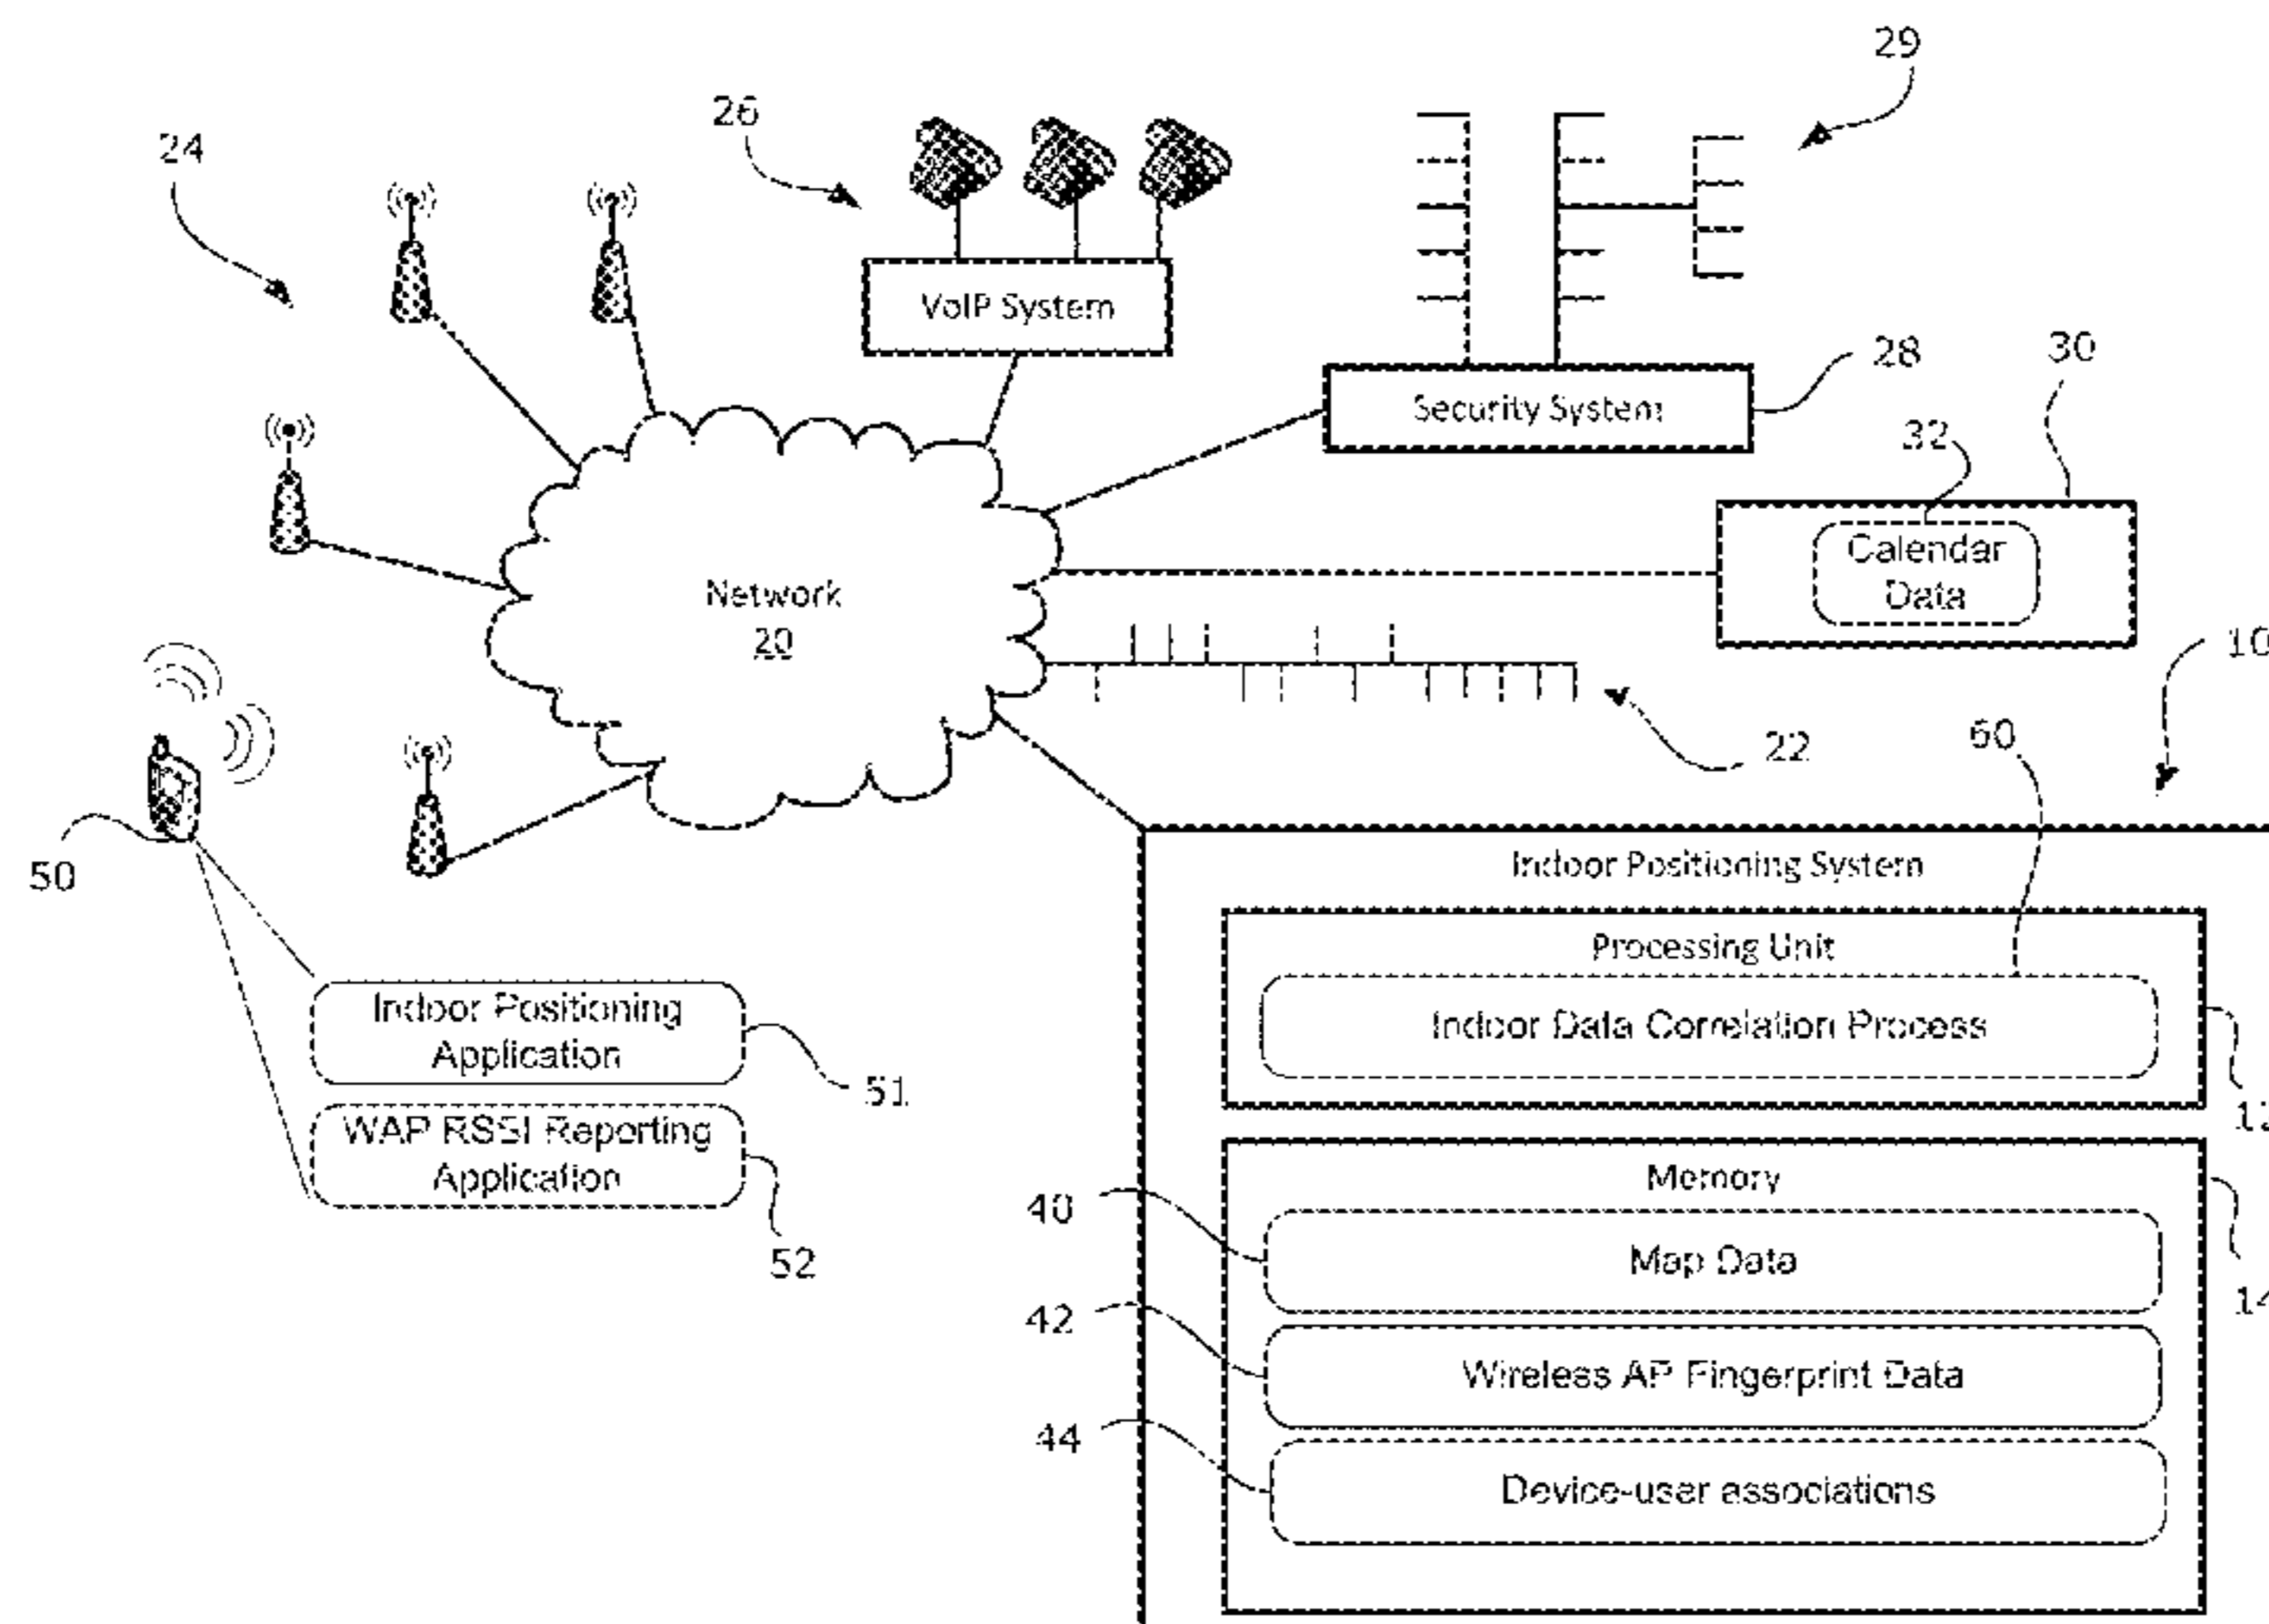 29
26
24
VoIP System
30
28
Security System
32
Calendar
Data
Network
20
10
22
60
50
Indoor Positioning System
Processing Unit
Indoor Data Correlation Process
Indoor Positioning
Application
51
12
WAP RSSI Reporting
Application
52
Memory
40
Map Data
14
42
Wireless AP Fingerprint Data
44
Device-user associations